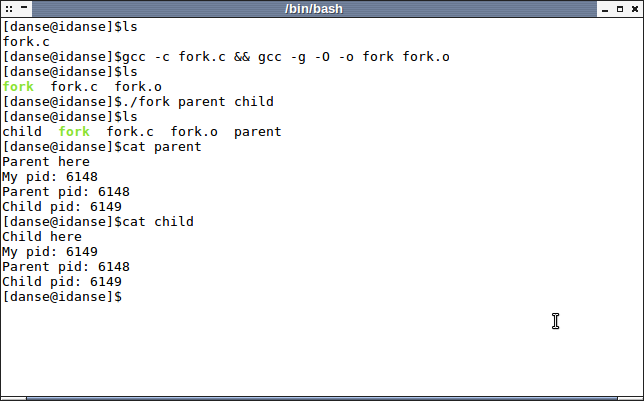 /bin/bash
[danse@idanse]$ls
fork.c
[danse@idanse]$gcc -c fork.c && gcc -g -O -o fork fork.o
[danse@idanse]$ls
fork  fork.c  fork.o
[danse@idanse]$./fork parent child
[danse@idanse]$ls
child  fork  fork.c  fork.o  parent
[danse@idanse]$cat parent
Parent here
My pid: 6148
Parent pid: 6148
Child pid: 6149
[danse@idanse]$cat child
Child here
My pid: 6149
Parent pid: 6148
Child pid: 6149
[danse@idanse]$